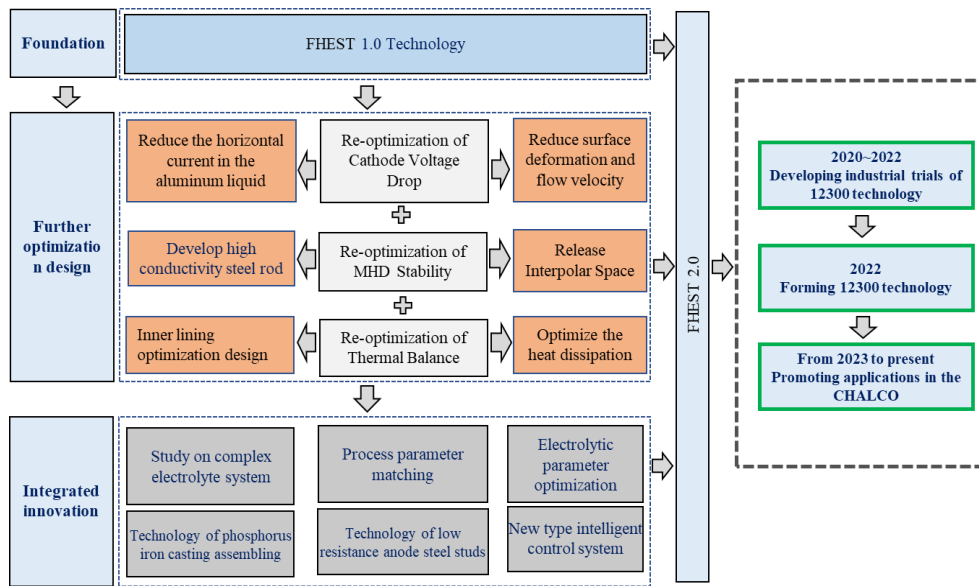 Foundation
FHEST 1.0 Technology
Further
optimizatio
n design
Reduce the horizontal
current in the
aluminum liquid
Re-optimization of
Cathode Voltage
Drop
Reduce surface
deformation and
flow velocity
Develop high
conductivity steel rod
Re-optimization of
MHD Stability
Release
Interpolar Space
Inner lining
optimization design
Re-optimization of
Thermal Balance
Optimize the
heat dissipation
Integrated
innovation
Study on complex
electrolyte system
Process parameter
matching
Electrolytic
parameter
optimization
Technology of phosphorus
iron casting assembling
Technology of low
resistance anode steel studs
New type intelligent
control system
FHEST 2.0
2020~2022
Developing industrial trials of
12300 technology
2022
Forming 12300 technology
From 2023 to present
Promoting applications in the
CHALCO